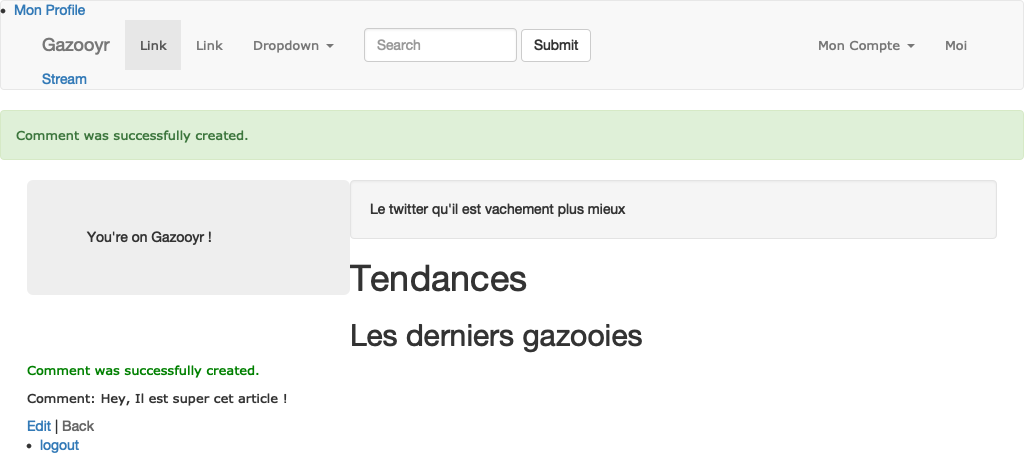 Mon Profile
Gazooyr Link Link Dropdown Search Submit Mon Compte Moi
Stream
Comment was successfully created.
Le twitter qu'il est vachement plus mieux
You're on Gazooyr !
Tendances
Les derniers gazooies
Comment was successfully created.
Comment: Hey, Il est super cet article !
Edit | Back
logout